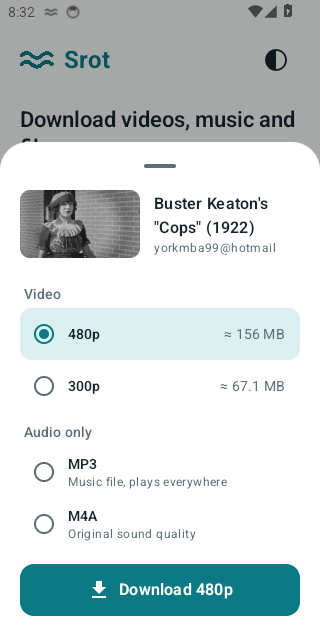 8:32
Srot
Download videos, music and
Buster Keaton's
"Cops" (1922)
yorkmba99@hotmail
Video
480p ≈ 156 MB
300p ≈ 67.1 MB
Audio only
MP3
Music file, plays everywhere
M4A
Original sound quality
Download 480p